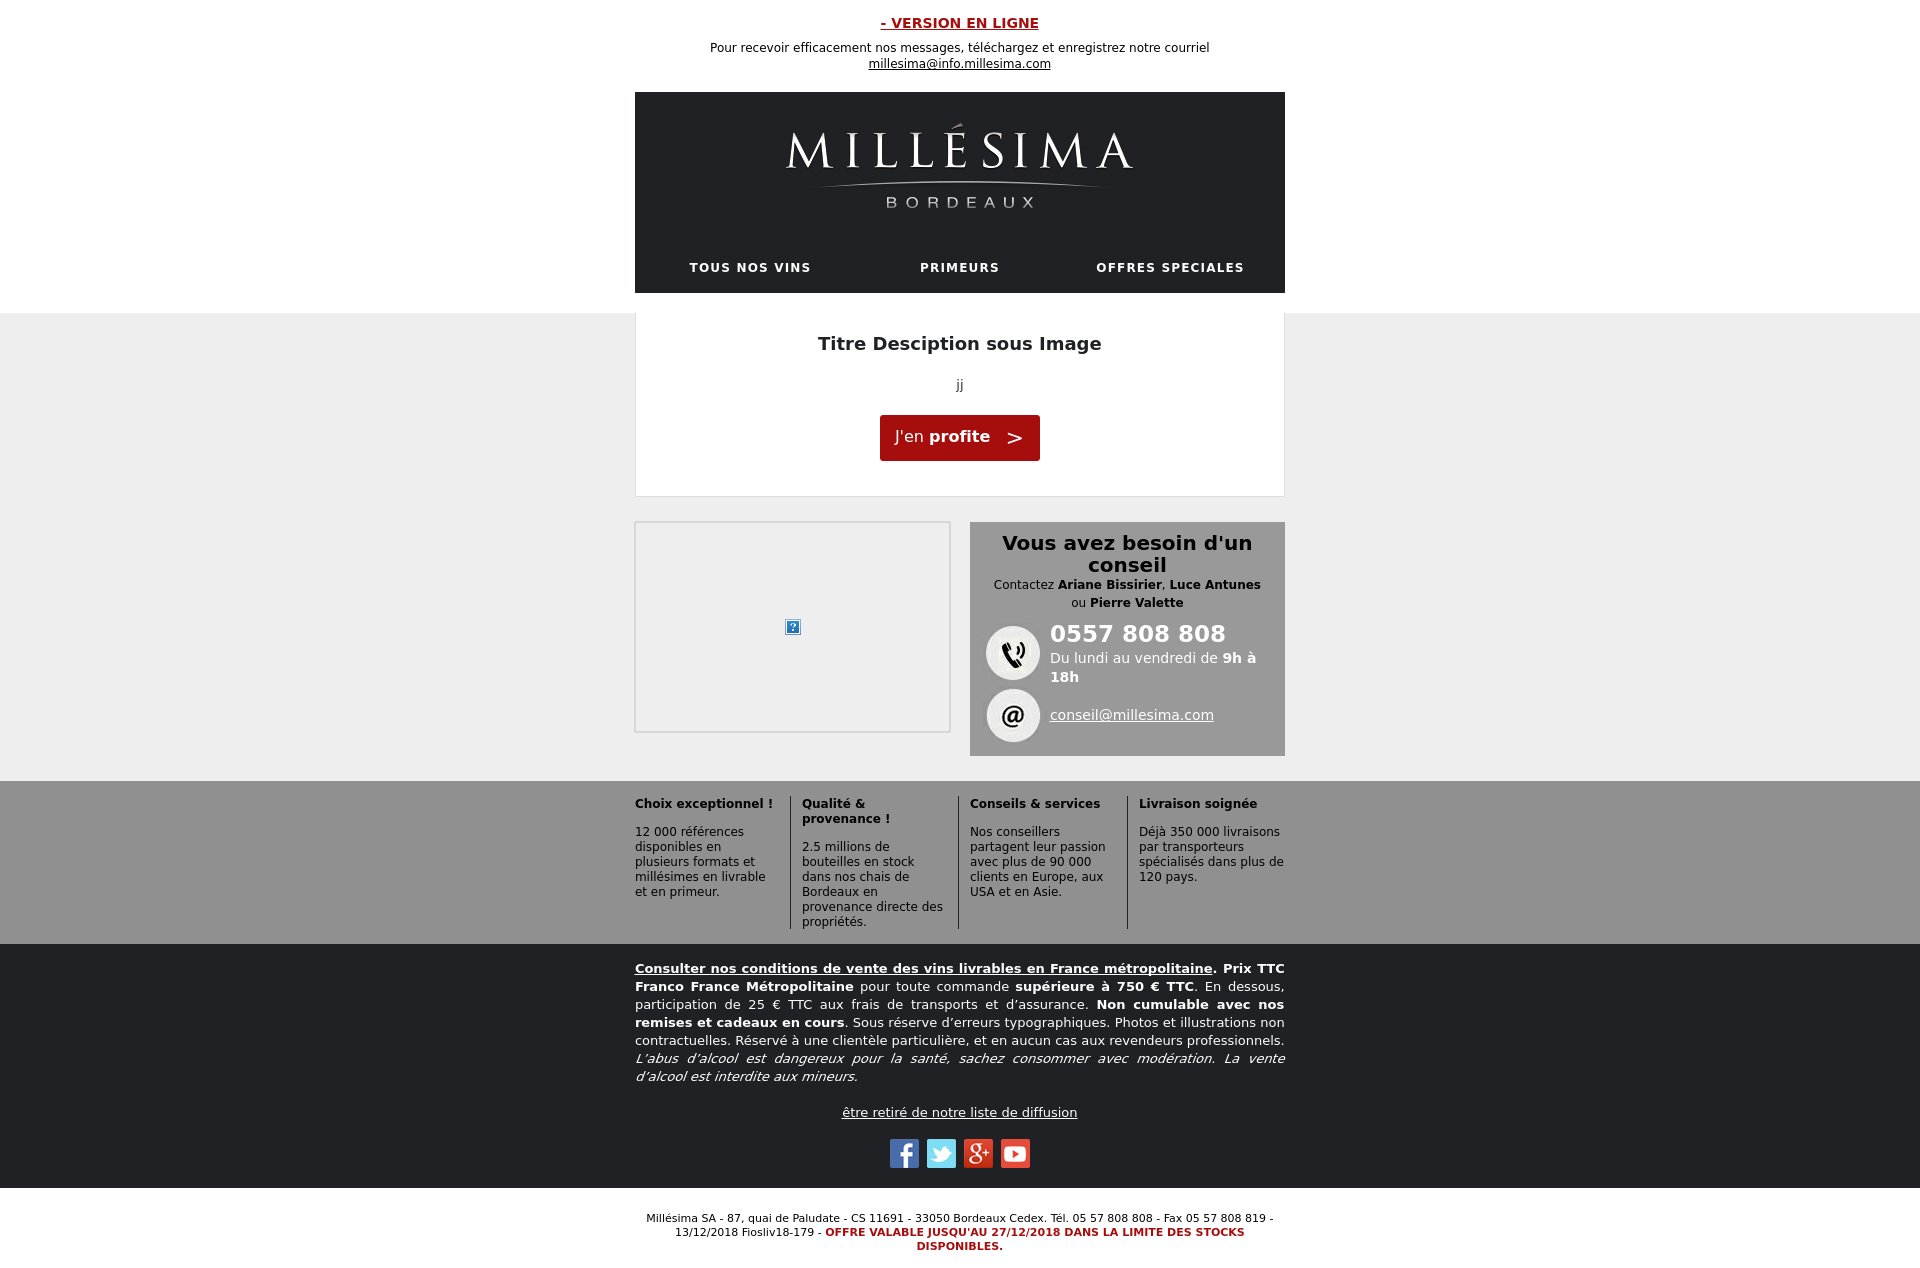 - VERSION EN LIGNE
Pour recevoir efficacement nos messages, téléchargez et enregistrez notre courriel
millesima@info.millesima.com
MILLÉSIMA
BORDEAUX
TOUS NOS VINS
PRIMEURS
OFFRES SPECIALES
Titre Desciption sous Image
jj
J'en profite >
Vous avez besoin d'un
conseil
Contactez Ariane Bissirier, Luce Antunes
ou Pierre Valette
0557 808 808
Du lundi au vendredi de 9h à
18h
@
conseil@millesima.com
Choix exceptionnel !
12 000 références
disponibles en
plusieurs formats et
millésimes en livrable
et en primeur.
Qualité &
provenance !
2.5 millions de
bouteilles en stock
dans nos chais de
Bordeaux en
provenance directe des
propriétés.
Conseils & services
Nos conseillers
partagent leur passion
avec plus de 90 000
clients en Europe, aux
USA et en Asie.
Livraison soignée
Déjà 350 000 livraisons
par transporteurs
spécialisés dans plus de
120 pays.
Consulter nos conditions de vente des vins livrables en France métropolitaine. Prix TTC
Franco France Métropolitaine pour toute commande supérieure à 750 € TTC. En dessous,
participation de 25 € TTC aux frais de transports et d’assurance. Non cumulable avec nos
remises et cadeaux en cours. Sous réserve d’erreurs typographiques. Photos et illustrations non
contractuelles. Réservé à une clientèle particulière, et en aucun cas aux revendeurs professionnels.
L’abus d’alcool est dangereux pour la santé, sachez consommer avec modération. La vente
d’alcool est interdite aux mineurs.
être retiré de notre liste de diffusion
Millésima SA - 87, quai de Paludate - CS 11691 - 33050 Bordeaux Cedex. Tél. 05 57 808 808 - Fax 05 57 808 819 -
13/12/2018 Fiosliv18-179 - OFFRE VALABLE JUSQU'AU 27/12/2018 DANS LA LIMITE DES STOCKS
DISPONIBLES.